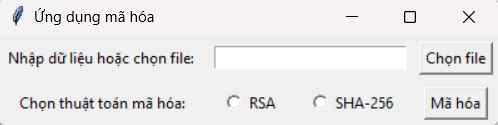 Ứng dụng mã hóa
Nhập dữ liệu hoặc chọn file: Chọn file
Chọn thuật toán mã hóa: RSA SHA-256 Mã hóa